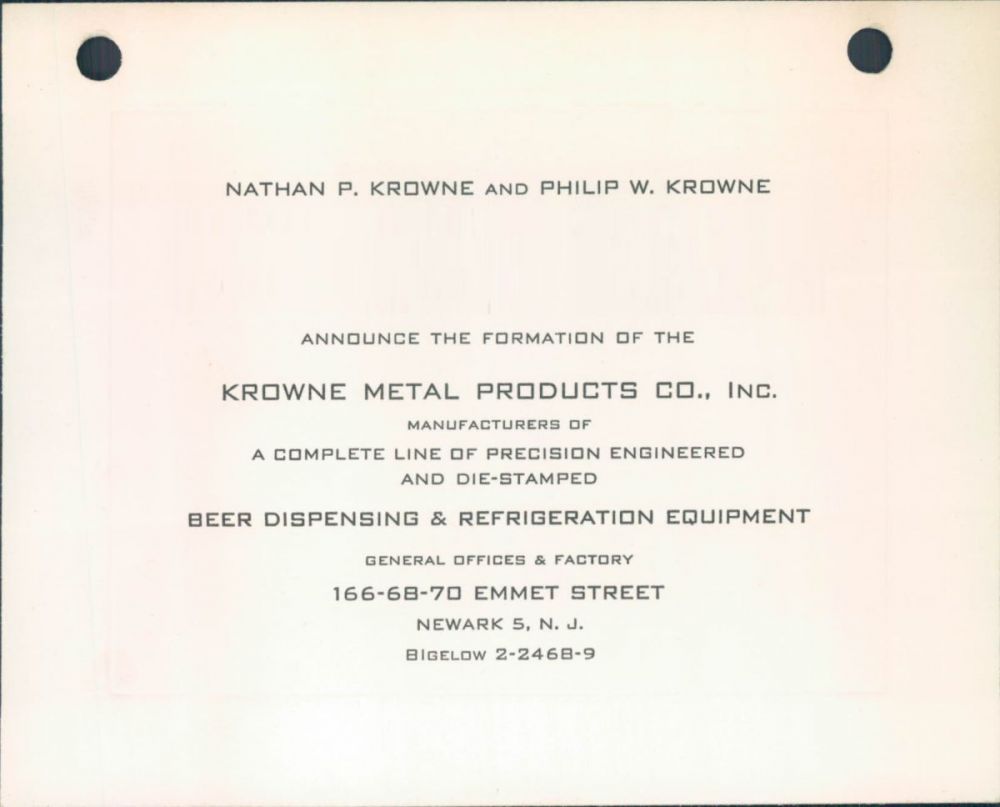 NATHAN P. KROWNE AND PHILIP W. KROWNE
ANNOUNCE THE FORMATION OF THE
KROWNE METAL PRODUCTS CO., INC.
MANUFACTURERS OF
A COMPLETE LINE OF PRECISION ENGINEERED
AND DIE-STAMPED
BEER DISPENSING & REFRIGERATION EQUIPMENT
GENERAL OFFICES & FACTORY
166-68-70 EMMET STREET
NEWARK 5, N. J.
BIGELOW 2-2468-9